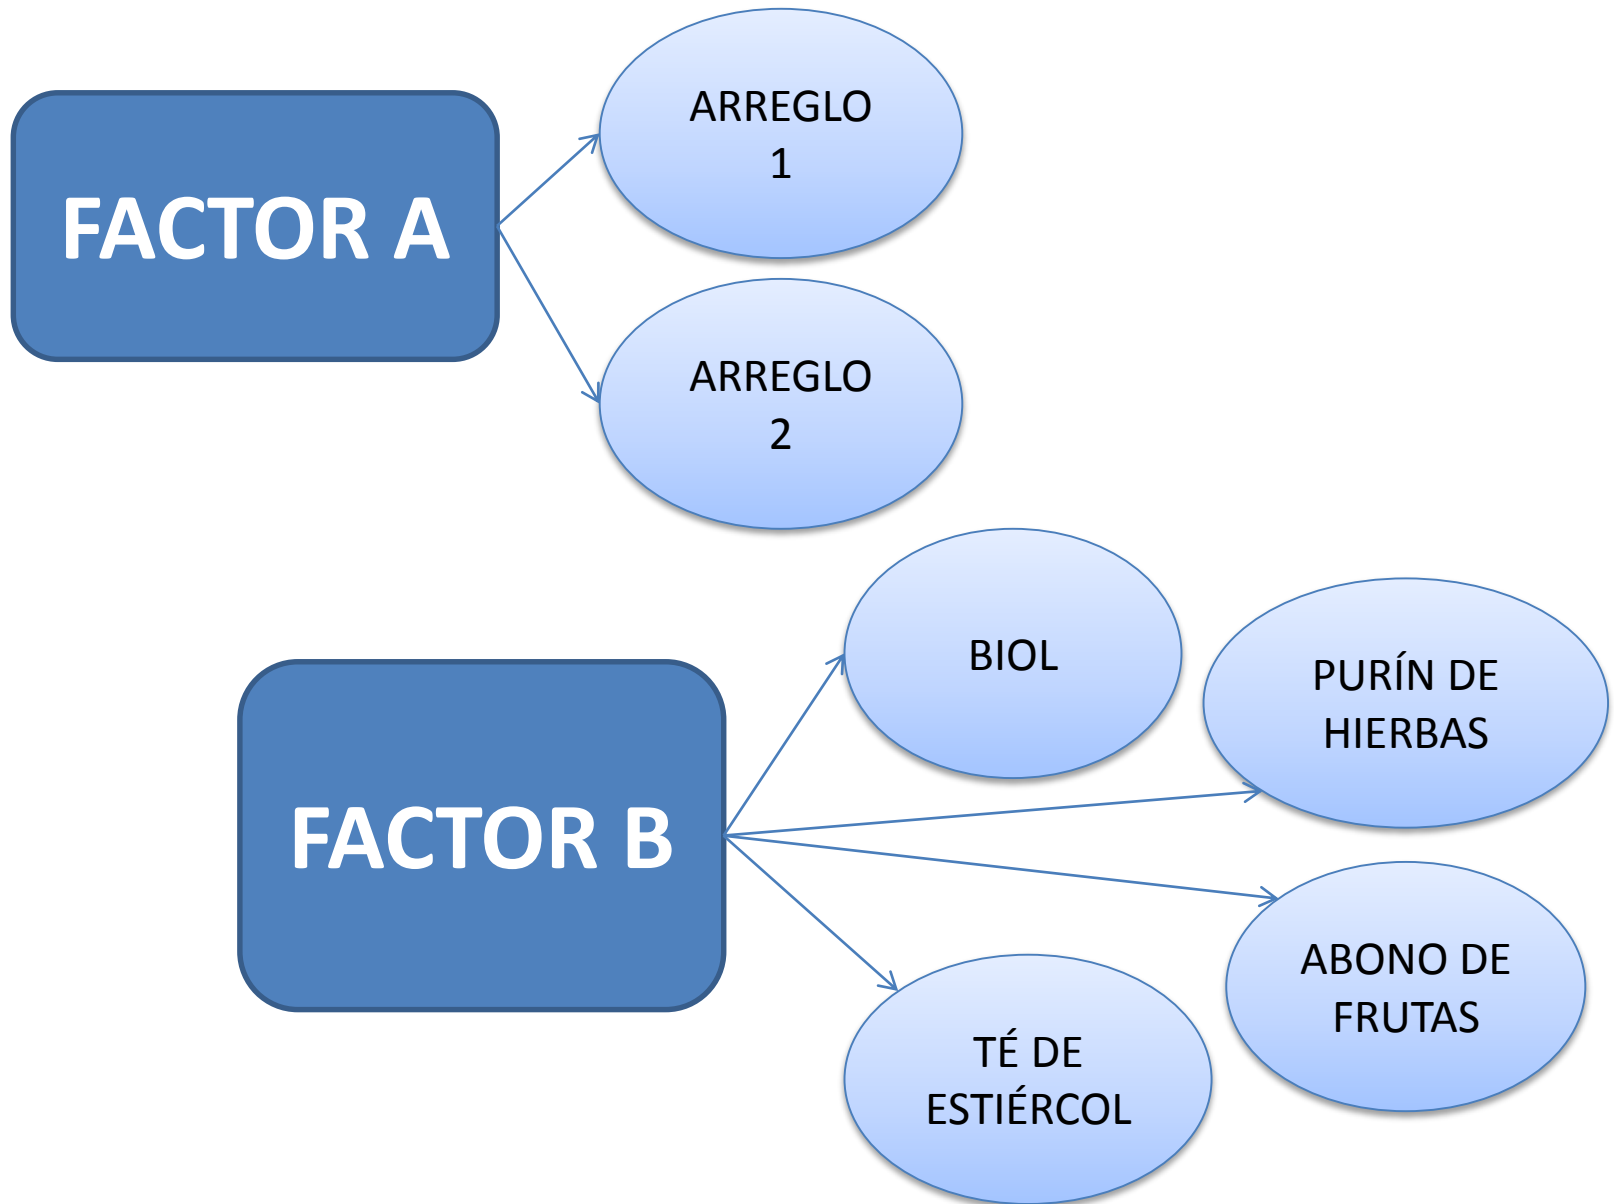 FACTOR A
ARREGLO
1
ARREGLO
2
FACTOR B
BIOL
PURÍN DE
HIERBAS
ABONO DE
FRUTAS
TÉ DE
ESTIÉRCOL